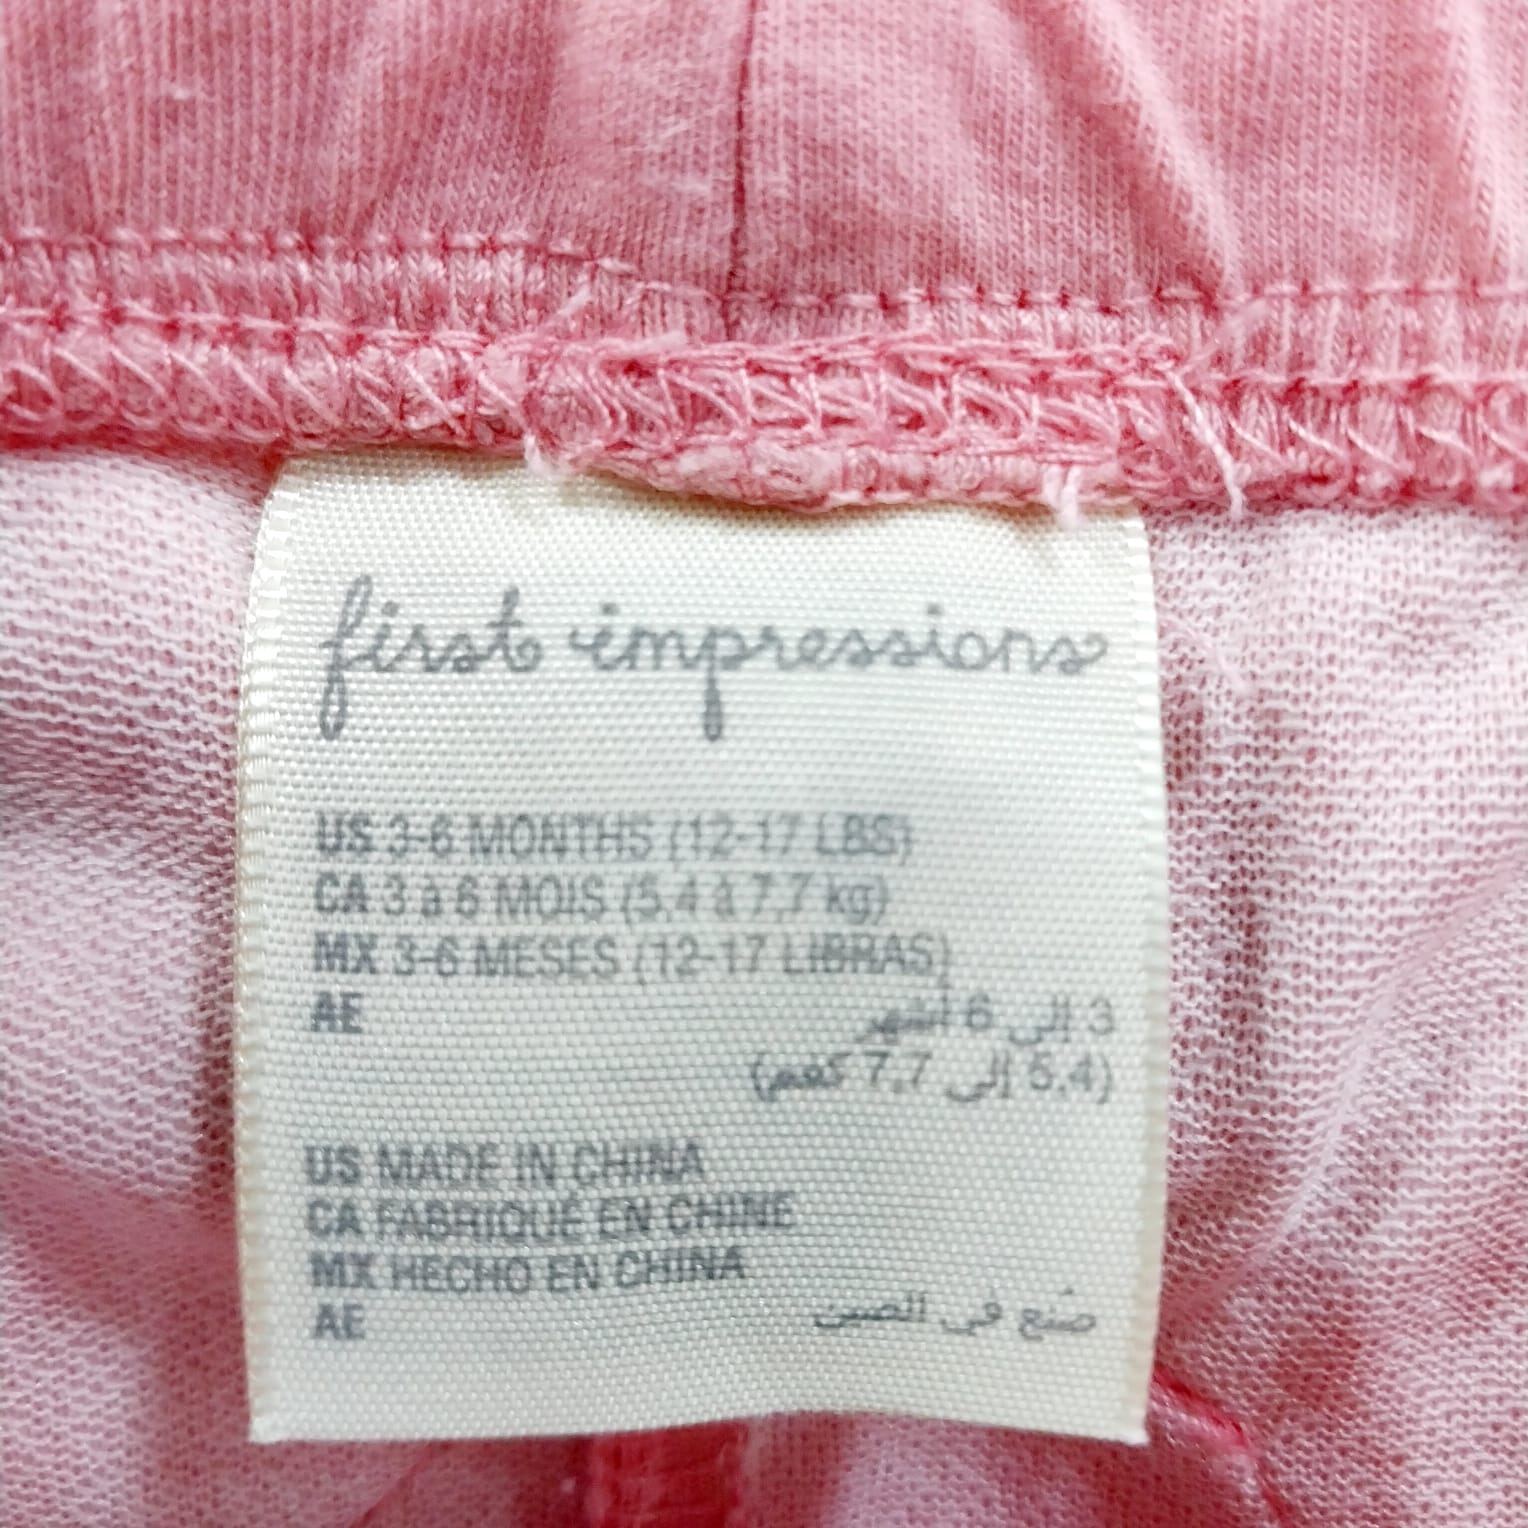 first impressions
US 3-6 MONTHS (12-17 LBS)
CA 3 à 6 MOIS (5,4 à 7,7 kg)
MX 3-6 MESES (12-17 LIBRAS)
AE 3 إلى 6 أشهر
(5,4 إلى 7,7 كغم)
US MADE IN CHINA
CA FABRIQUÉ EN CHINE
MX HECHO EN CHINA
AE صُنع في الصين